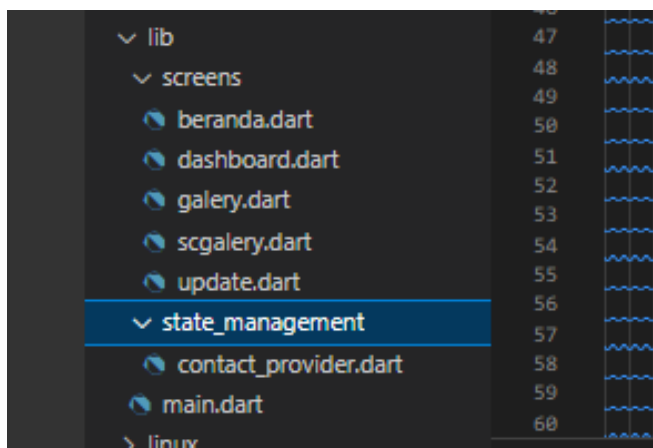 lib
screens
beranda.dart
dashboard.dart
galery.dart
scgalery.dart
update.dart
state_management
contact_provider.dart
main.dart
linux
47
48
49
50
51
52
53
54
55
56
57
58
59
60